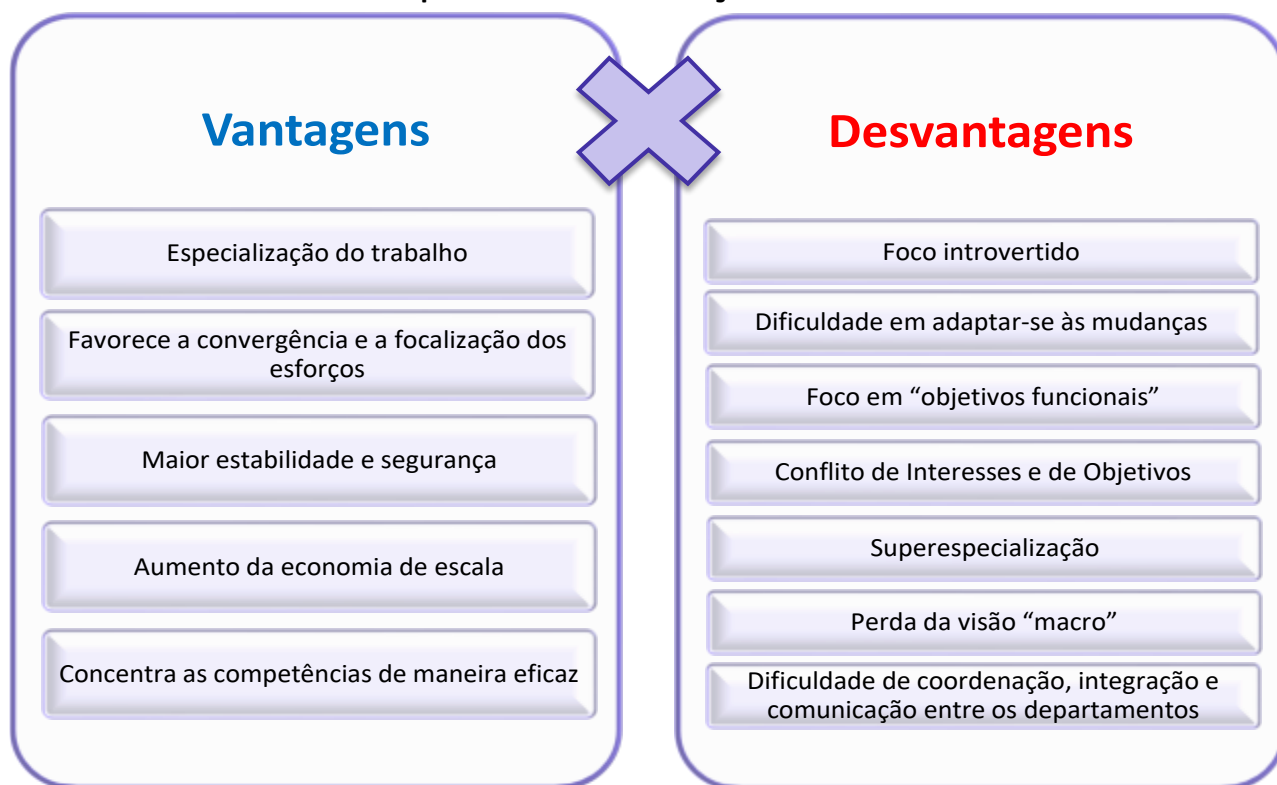 Vantagens
Especialização do trabalho
Favorece a convergência e a focalização dos
esforços
Maior estabilidade e segurança
Aumento da economia de escala
Concentra as competências de maneira eficaz
Desvantagens
Foco introvertido
Dificuldade em adaptar-se às mudanças
Foco em “objetivos funcionais”
Conflito de Interesses e de Objetivos
Superespecialização
Perda da visão “macro”
Dificuldade de coordenação, integração e
comunicação entre os departamentos